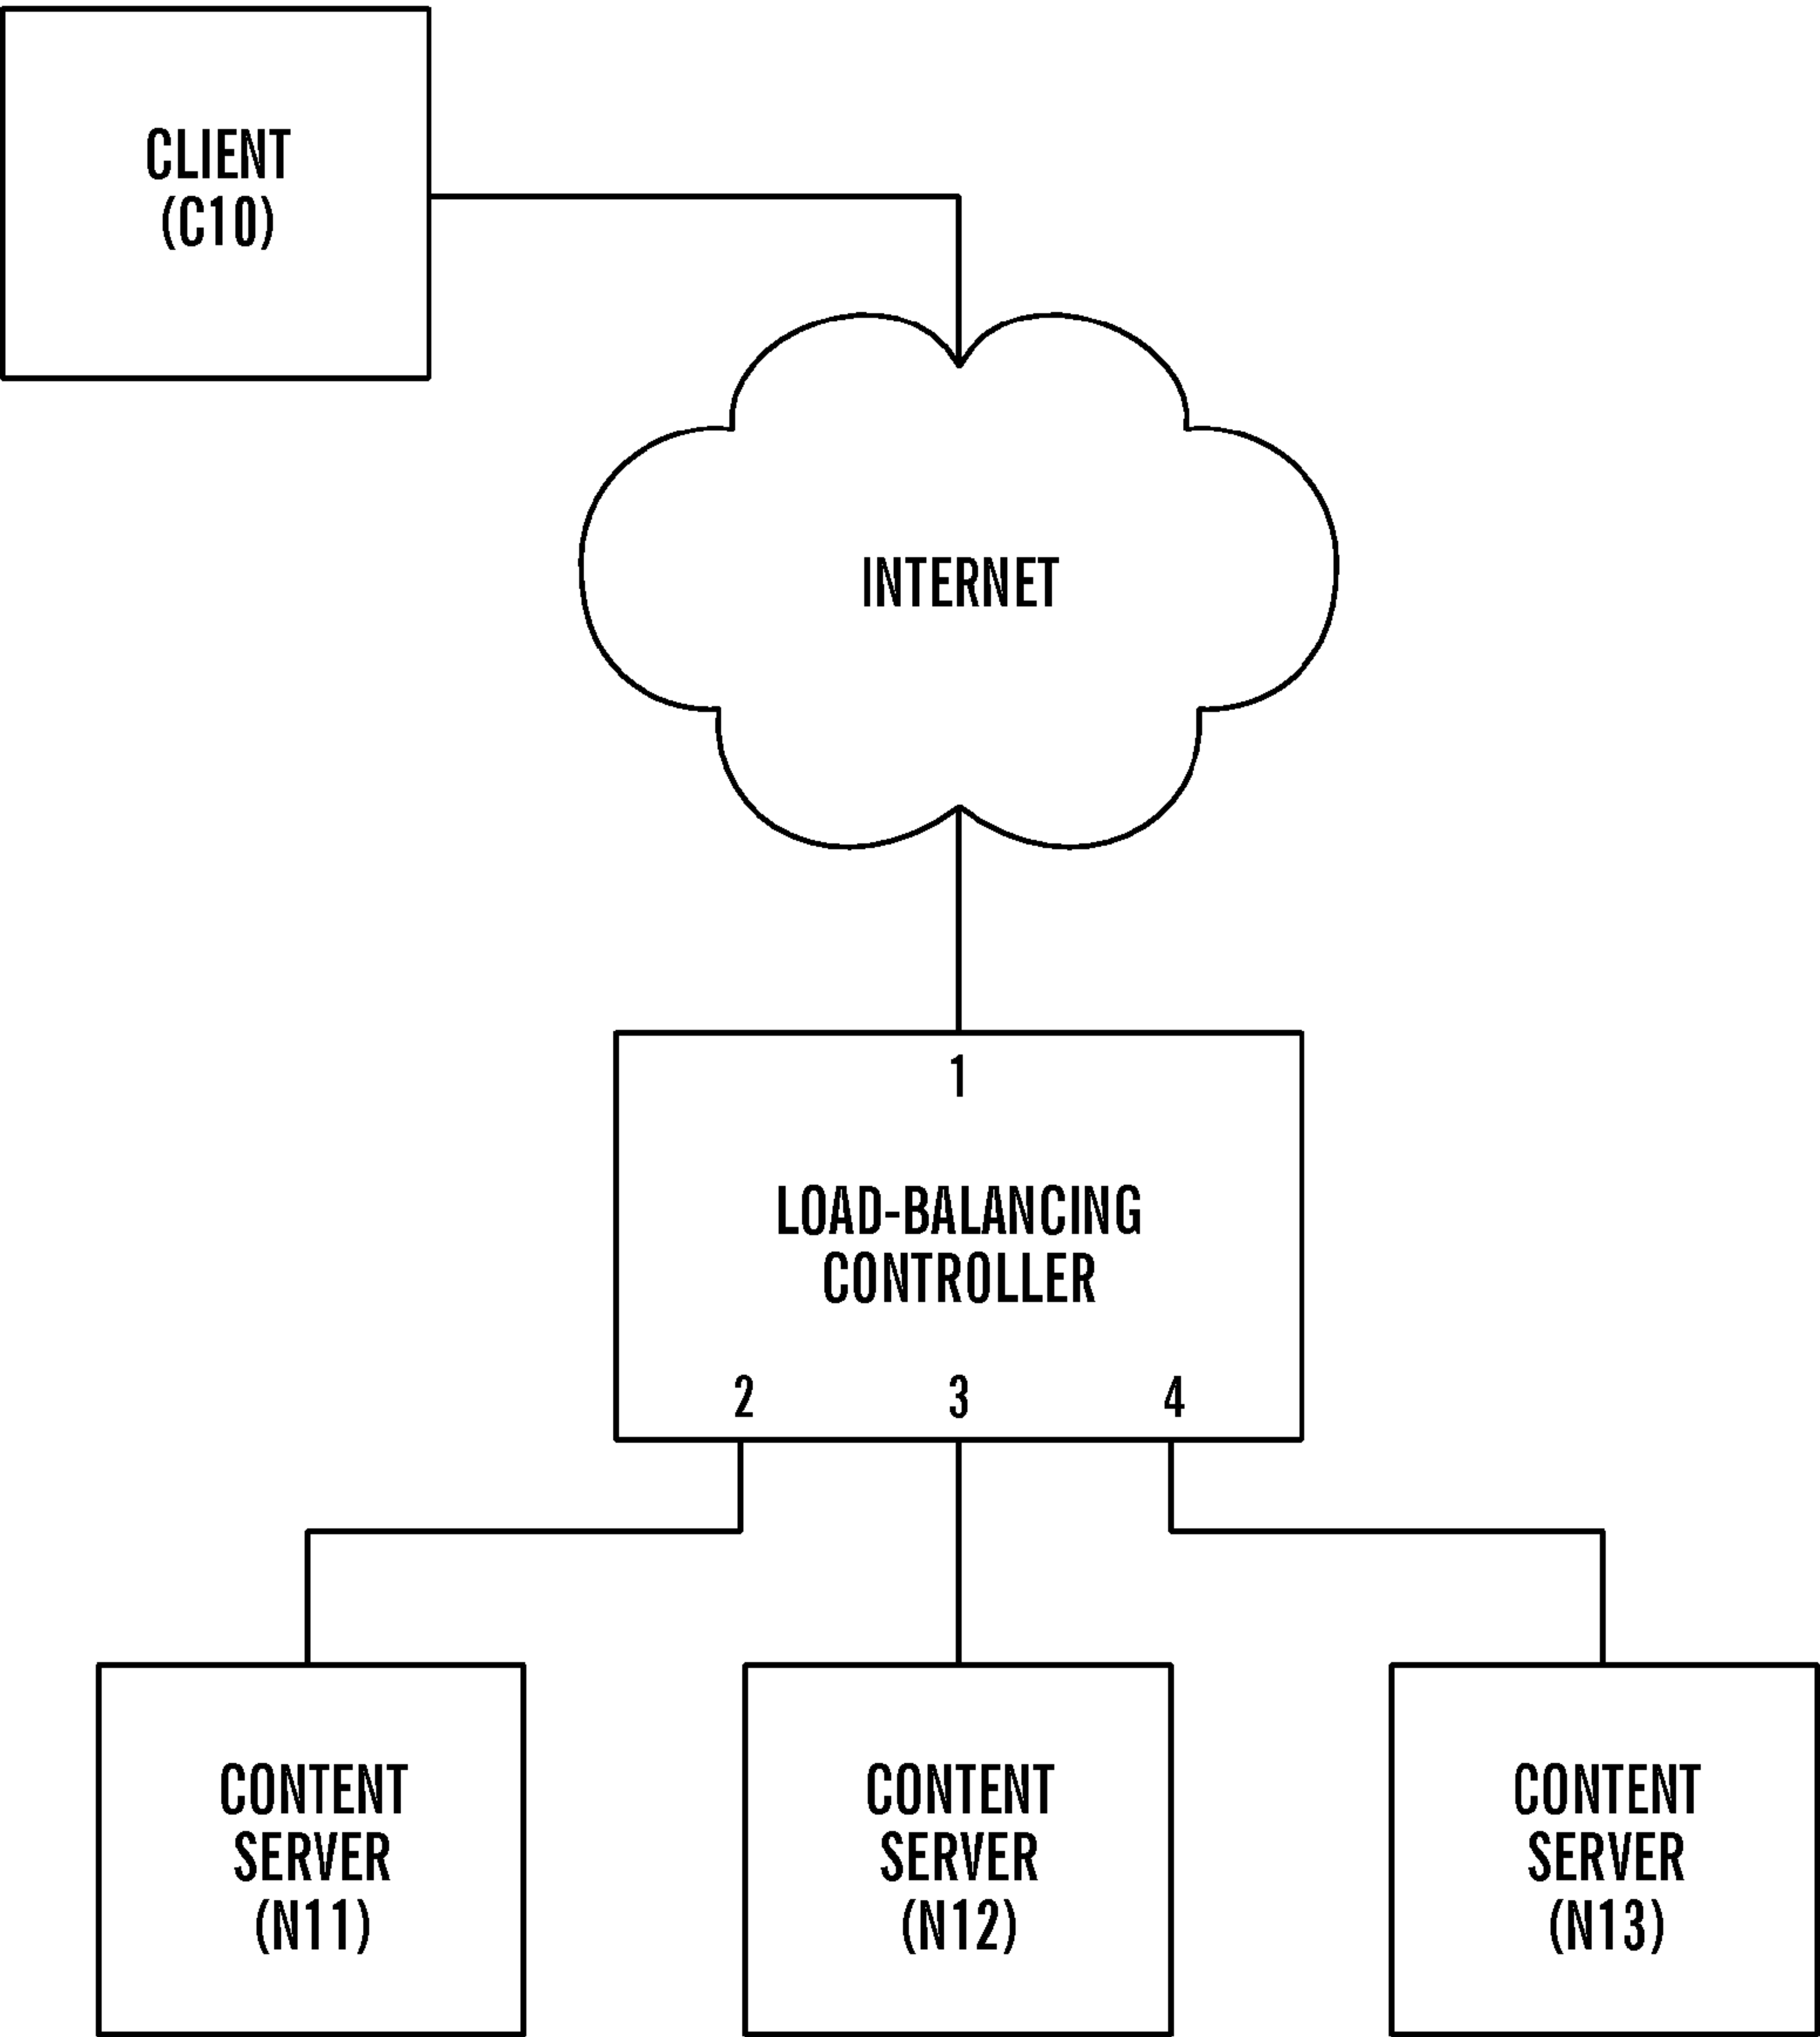 CLIENT
(C10)
INTERNET
1
LOAD-BALANCING
CONTROLLER
2 3 4
CONTENT
SERVER
(N11)
CONTENT
SERVER
(N12)
CONTENT
SERVER
(N13)